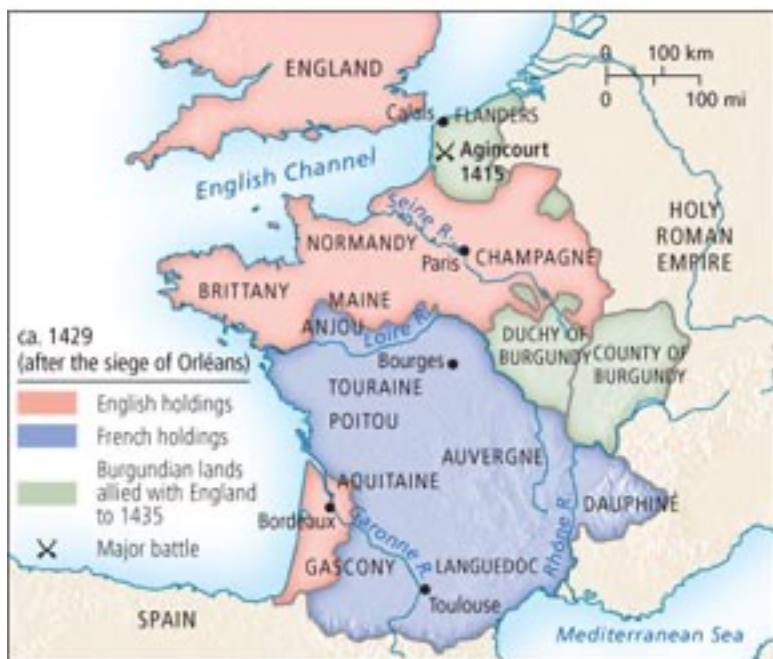 ENGLAND
0 100 km
0 100 mi
Calais
FLANDERS
Agincourt
1415
English Channel
Seine R.
HOLY
ROMAN
EMPIRE
NORMANDY
Paris
CHAMPAGNE
BRITTANY
MAINE
ANJOU
Loire R.
DUCHY OF
BURGUNDY
COUNTY OF
BURGUNDY
Bourges
TOURAINE
POITOU
AUVERGNE
AQUITAINE
DAUPHINÉ
Bordeaux
Garonne R.
Rhône R.
GASCONY
LANGUEDOC
Toulouse
SPAIN
Mediterranean Sea
ca. 1429
(after the siege of Orléans)
English holdings
French holdings
Burgundian lands
allied with England
to 1435
Major battle